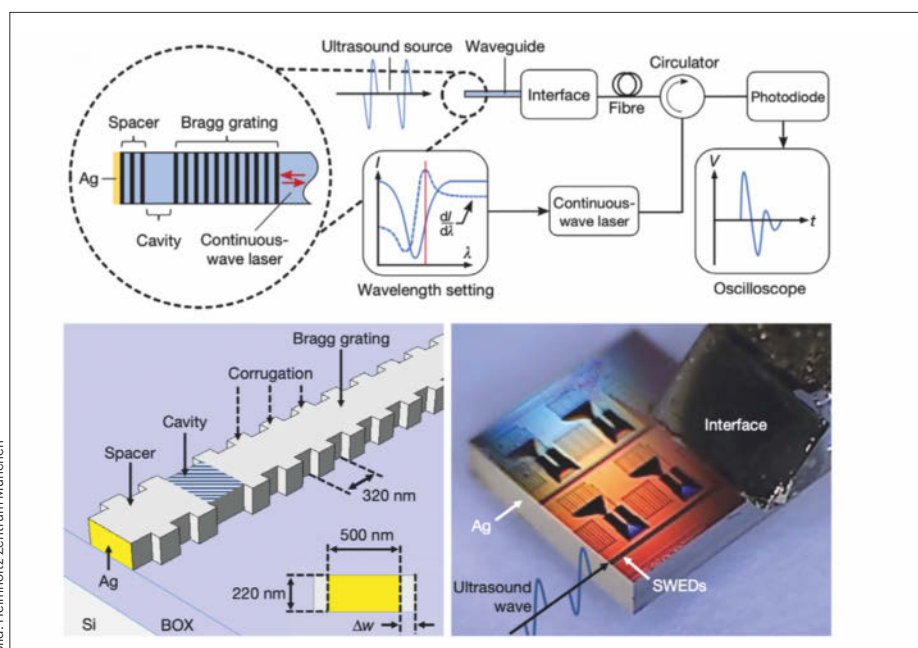 Ultrasound source
Waveguide
Circulator
Interface
Fibre
Photodiode
Spacer
Bragg grating
Ag
Cavity
Continuous-
wave laser
I
dI
dλ
λ
Wavelength setting
Continuous-
wave laser
V
t
Oscilloscope
Bragg grating
Corrugation
Cavity
Spacer
320 nm
500 nm
220 nm
Δw
Ag
Si
BOX
Interface
Ag
SWEDs
Ultrasound
wave
Helmholtz Zentrum München